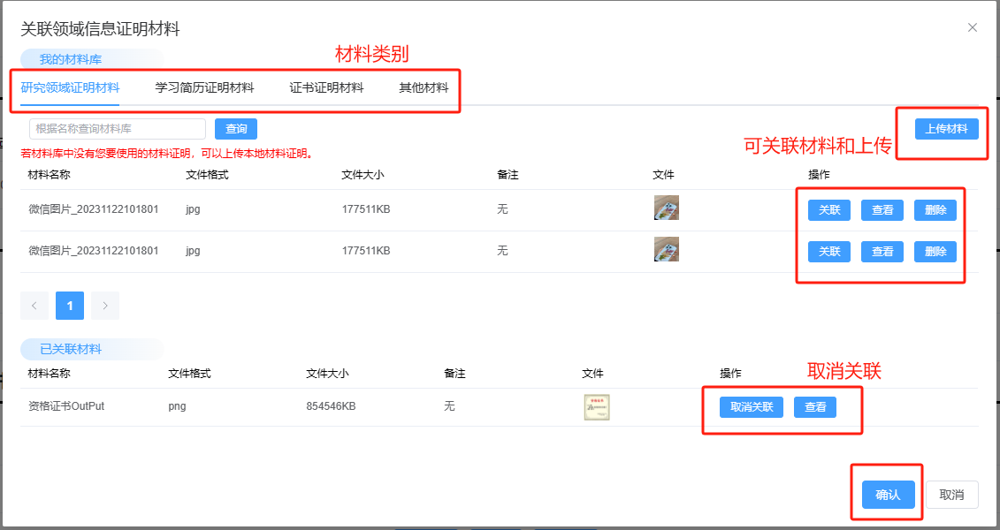 关联领域信息证明材料
我的材料库
材料类别
研究领域证明材料 学习简历证明材料 证书证明材料 其他材料
根据名称查询材料库 查询 上传材料
可关联材料和上传
若材料库中没有您要使用的材料证明，可以上传本地材料证明。
材料名称 文件格式 文件大小 备注 文件 操作
微信图片_20231122101801 jpg 177511KB 无 关联 查看 删除
微信图片_20231122101801 jpg 177511KB 无 关联 查看 删除
1
已关联材料
取消关联
材料名称 文件格式 文件大小 备注 文件 操作
资格证书OutPut png 854546KB 无 取消关联 查看
确认 取消